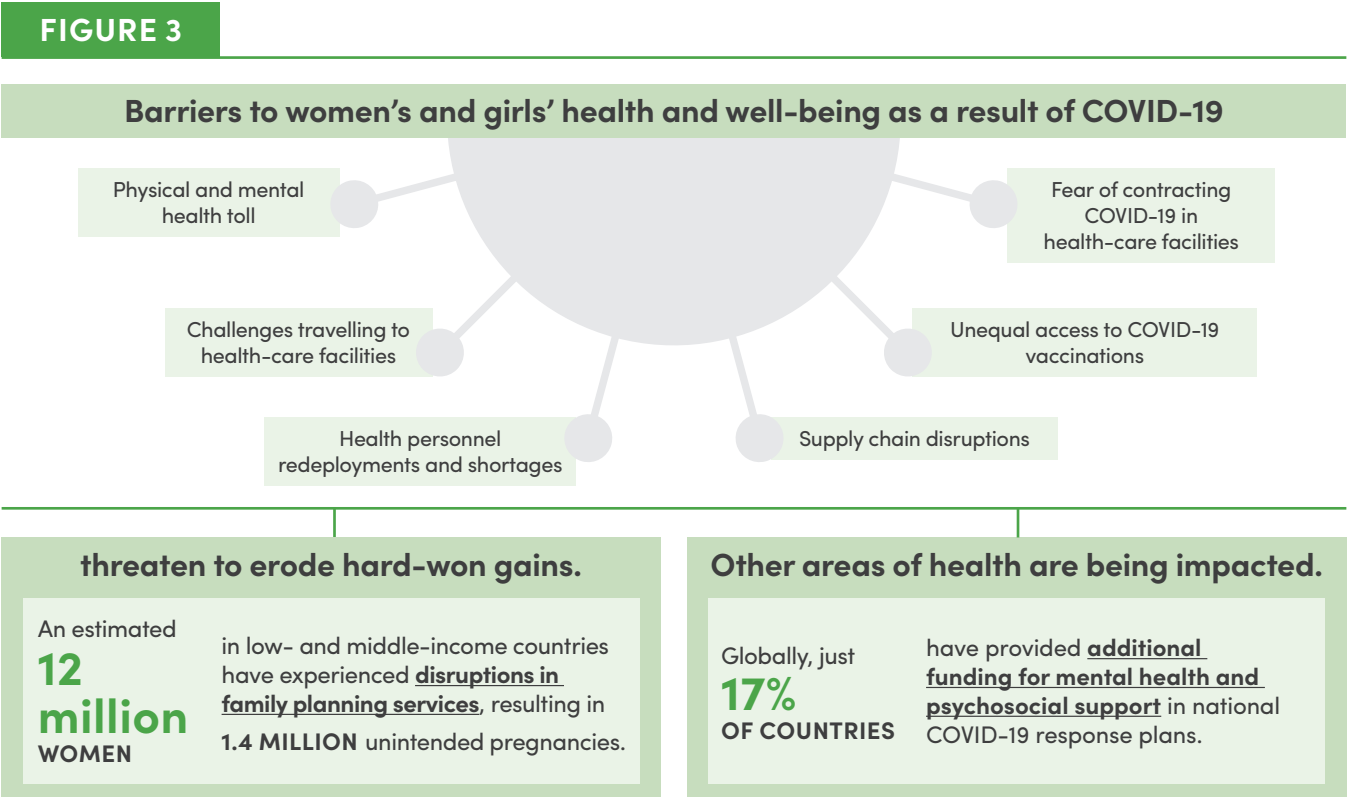 FIGURE 3
Barriers to women’s and girls’ health and well-being as a result of COVID-19
Physical and mental
health toll
Challenges travelling to
health-care facilities
Health personnel
redeployments and shortages
Fear of contracting
COVID-19 in
health-care facilities
Unequal access to COVID-19
vaccinations
Supply chain disruptions
threaten to erode hard-won gains.
An estimated
12
million
WOMEN
in low- and middle-income countries
have experienced disruptions in
family planning services, resulting in
1.4 MILLION unintended pregnancies.
Other areas of health are being impacted.
Globally, just
17%
OF COUNTRIES
have provided additional
funding for mental health and
psychosocial support in national
COVID-19 response plans.